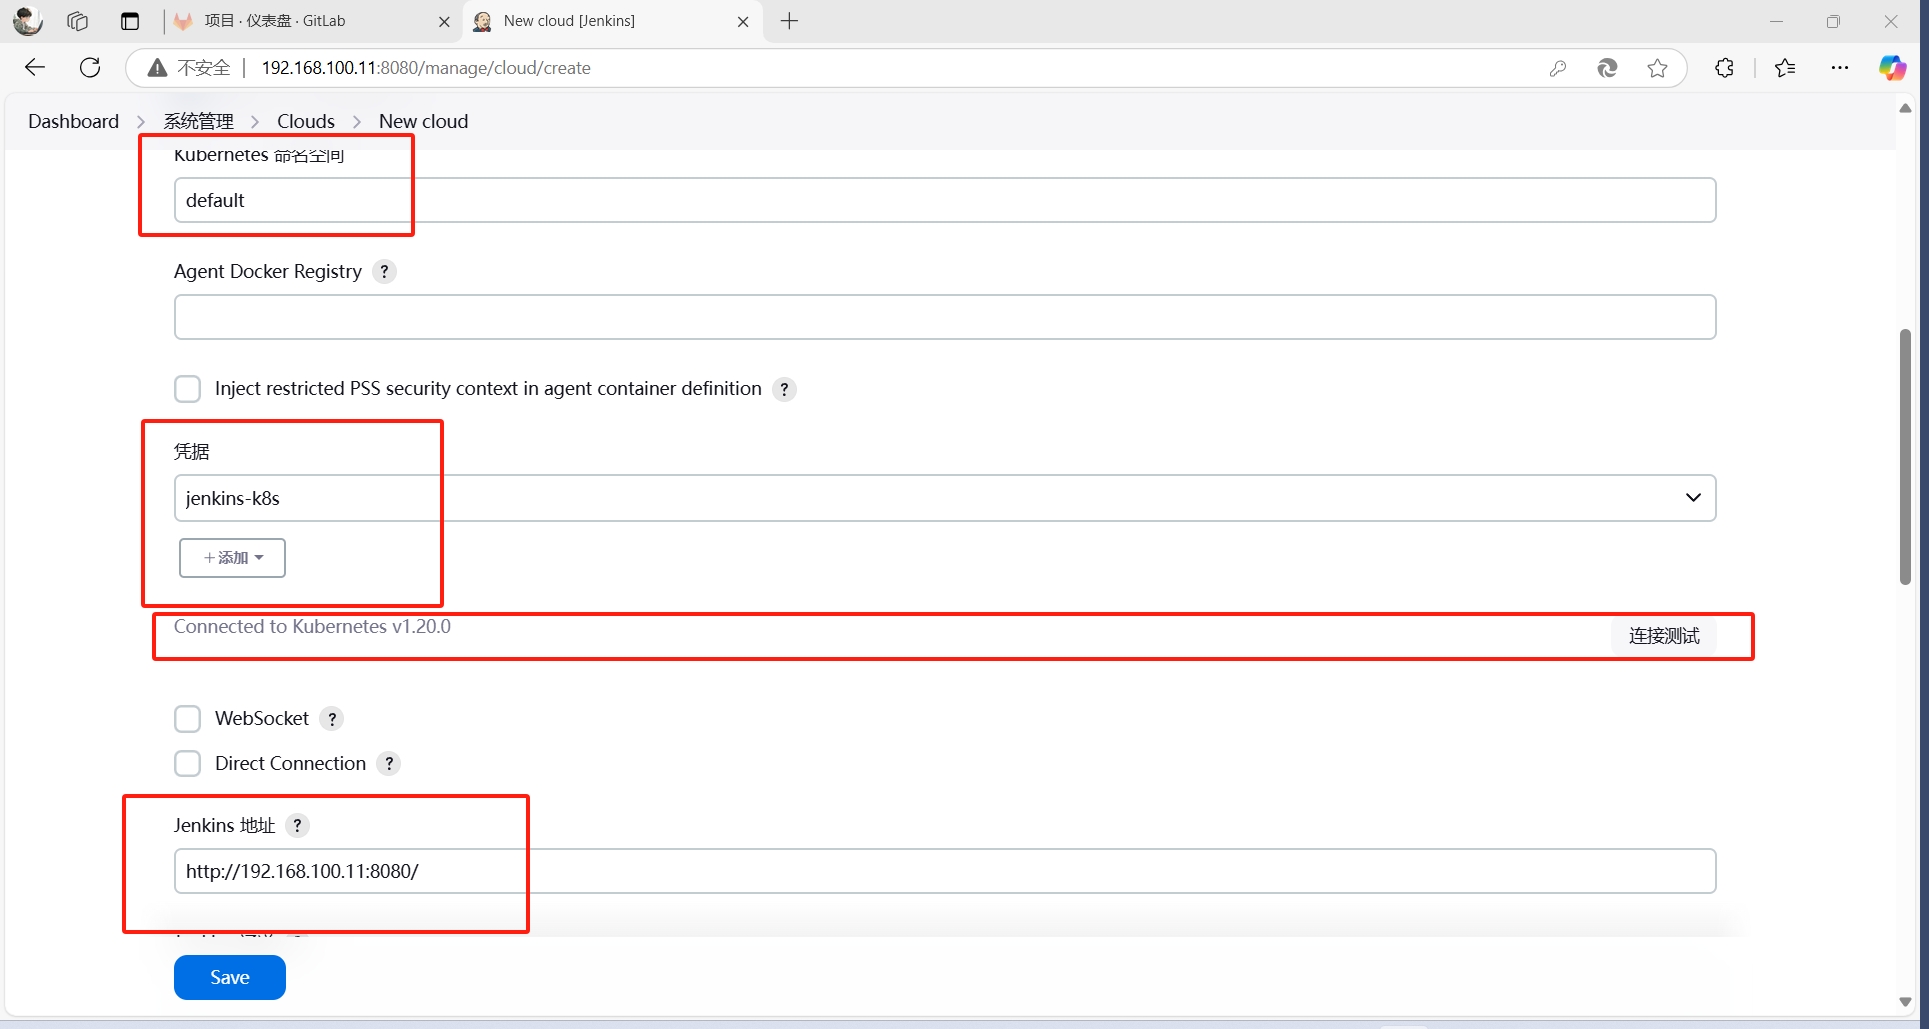 项目 · 仪表盘 · GitLab
New cloud [Jenkins]
不安全
192.168.100.11:8080/manage/cloud/create
Dashboard
系统管理
Clouds
New cloud
Kubernetes 命名空间
default
Agent Docker Registry ?
Inject restricted PSS security context in agent container definition ?
凭据
jenkins-k8s
+添加
Connected to Kubernetes v1.20.0
连接测试
WebSocket ?
Direct Connection ?
Jenkins 地址 ?
http://192.168.100.11:8080/
Save